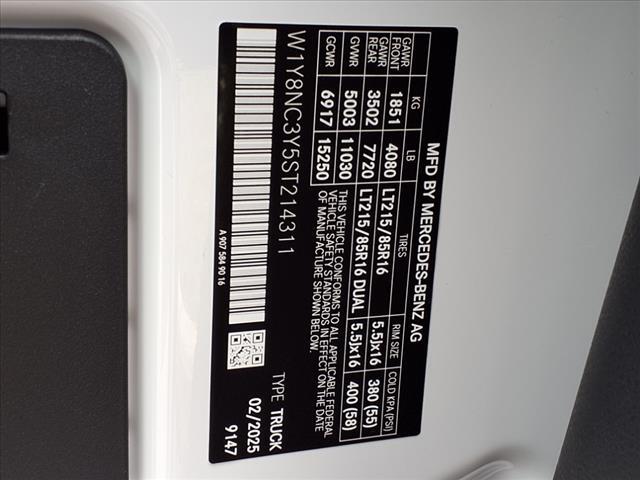 MFD BY MERCEDES-BENZ AG
KG LB TIRES RIM SIZE COLD KPA (PSI)
GAWR FRONT 1851 4080 LT215/85R16 5.5Jx16 380 (55)
GAWR REAR 3502 7720 LT215/85R16 DUAL 5.5Jx16 400 (58)
GVWR 5003 11030
GCWR 6917 15250
THIS VEHICLE CONFORMS TO ALL APPLICABLE FEDERAL
VEHICLE SAFETY STANDARDS IN EFFECT ON THE DATE
OF MANUFACTURE SHOWN BELOW.
W1Y8NC3Y5ST214311
TYPE TRUCK
02/2025
9147
A 907 584 90 16